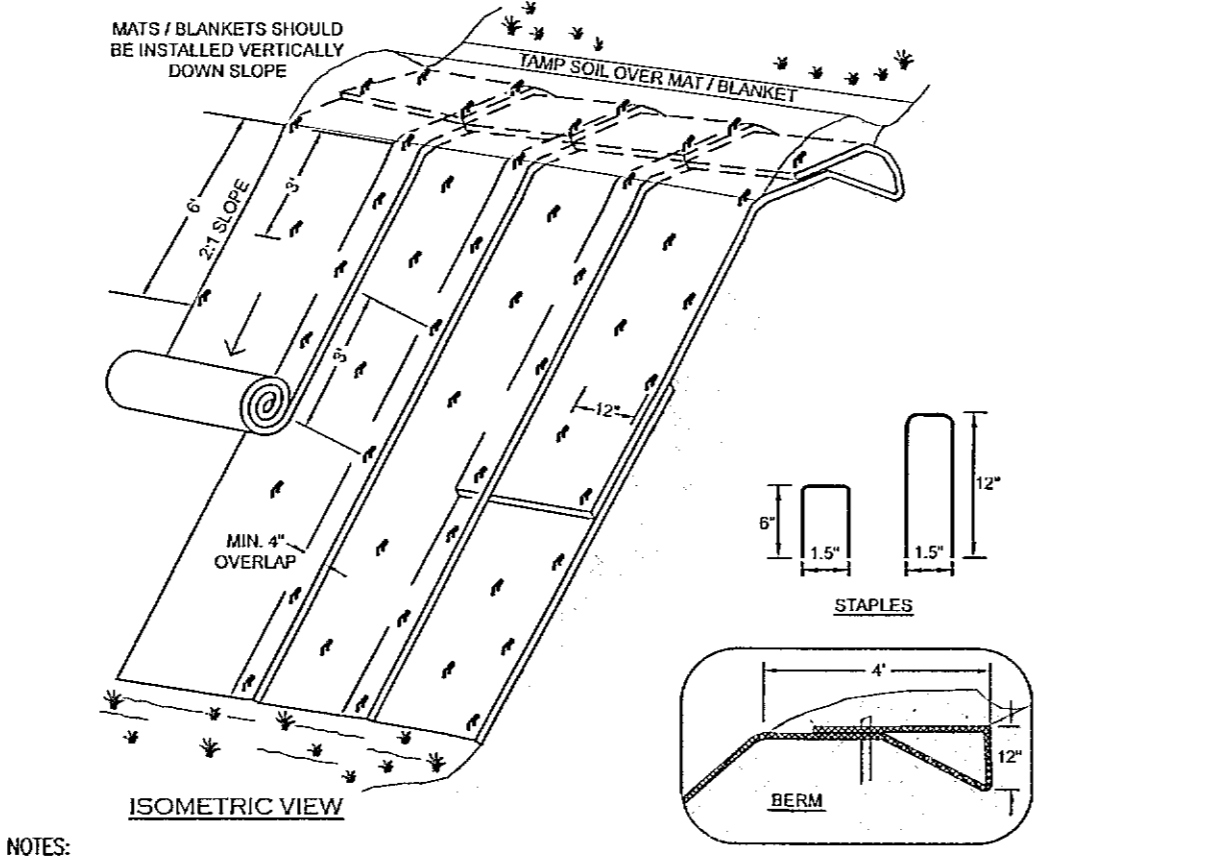 MATS / BLANKETS SHOULD
BE INSTALLED VERTICALLY
DOWN SLOPE
TAMP SOIL OVER MAT / BLANKET
6'
2:1 SLOPE
3'
3'
12"
MIN. 4"
OVERLAP
6"
1.5"
12"
1.5"
STAPLES
4'
12"
BERM
ISOMETRIC VIEW
NOTES: